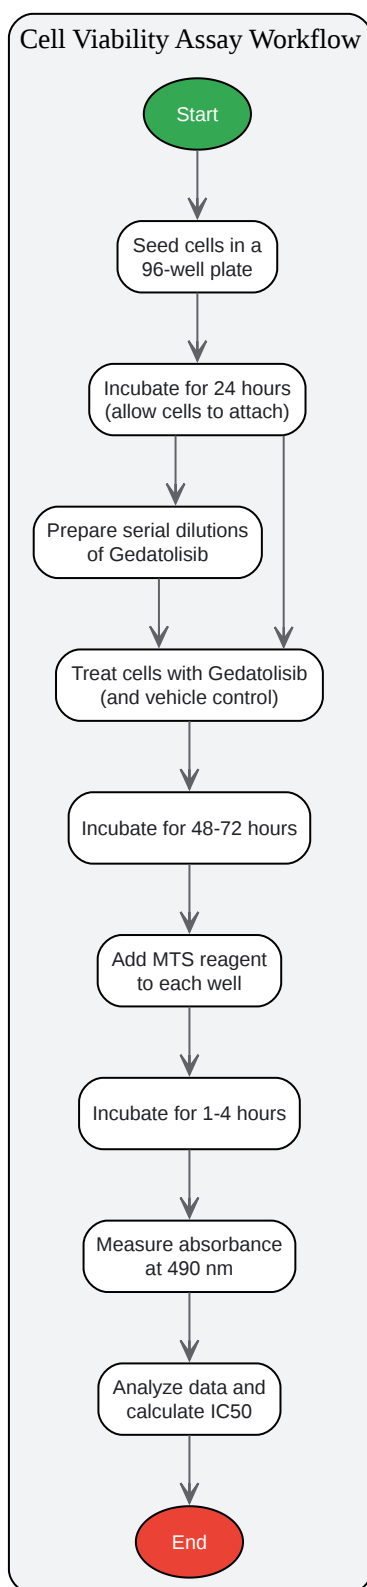 Cell Viability Assay Workflow
Start
Seed cells in a
96-well plate
Incubate for 24 hours
(allow cells to attach)
Prepare serial dilutions
of Gedatolisib
Treat cells with Gedatolisib
(and vehicle control)
Incubate for 48-72 hours
Add MTS reagent
to each well
Incubate for 1-4 hours
Measure absorbance
at 490 nm
Analyze data and
calculate IC50
End